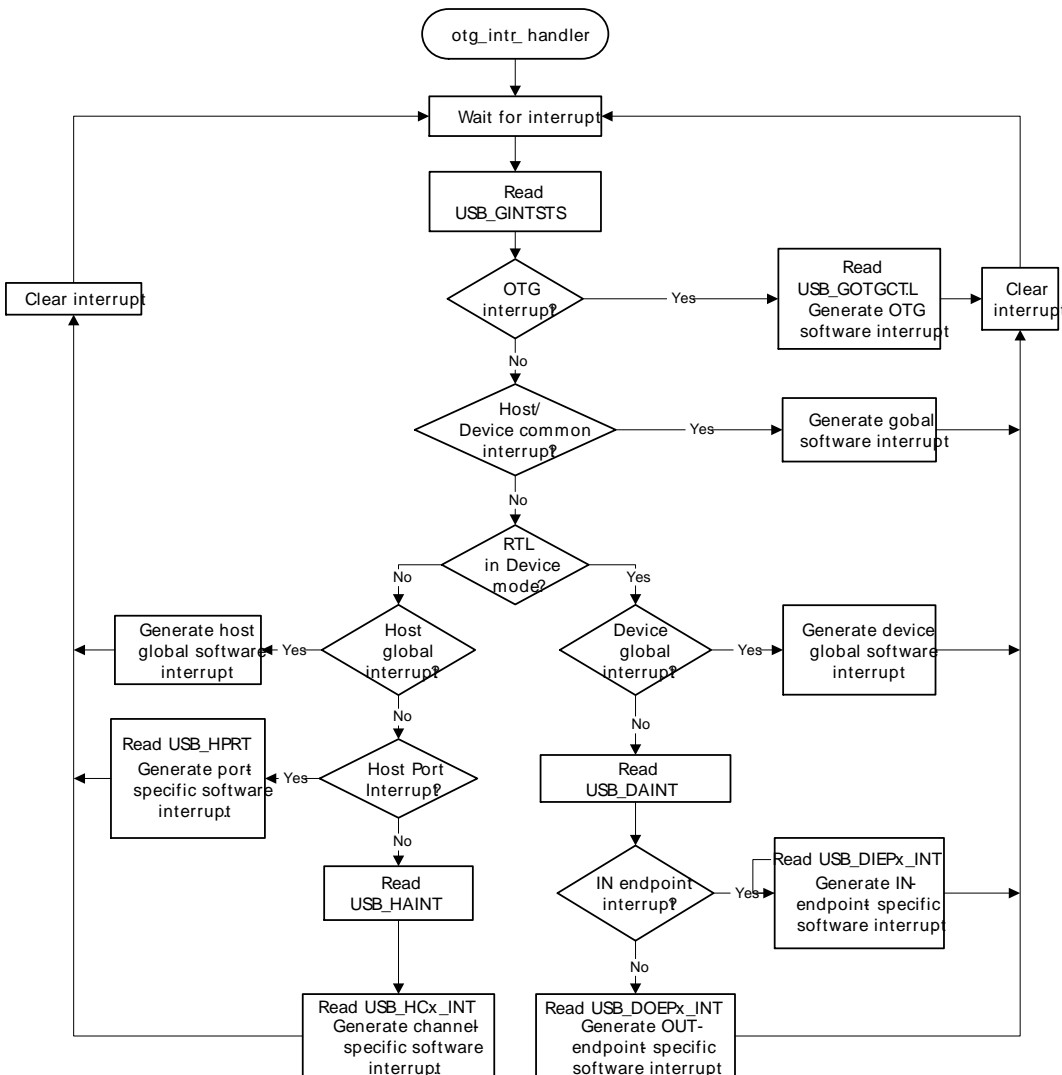 otg_intr_ handler
Wait for interrupt
Read
USB_GINTSTS
Clear interrupt
OTG
interrupt?
Yes
Read
USB_GOTGCT.L
Generate OTG
software interrupt
Clear
interrupt
No
Host/
Device common
interrupt?
Yes
Generate gobal
software interrupt
No
RTL
in Device
mode?
No
Yes
Generate host
global software
interrupt
Yes
Host
global
interrupt?
Device
global
interrupt?
Yes
Generate device
global software
interrupt
No
No
Read USB_HPRT
Generate port-
specific software
interrup.t
Yes
Host Port
Interrupt?
Read
USB_DAINT
No
Read
USB_HAINT
IN endpoint
interrupt?
Yes
Read USB_DIEPx_INT
Generate IN-
endpoint- specific
software interrupt
No
Read USB_HCx_INT
Generate channel-
specific software
interrup.t
Read USB_DOEPx_INT
Generate OUT-
endpoint- specific
software interrupt